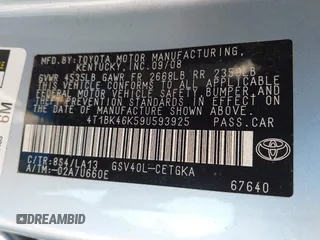 MFD.BY: TOYOTA MOTOR MANUFACTURING,
KENTUCKY, INC. 09/08
GVWR 4535LB GAWR FR 2668LB RR 2359LB
THIS VEHICLE CONFORMS TO ALL APPLICABLE
FEDERAL MOTOR VEHICLE SAFETY,
BUMPER, AND THEFT PREVENTION STANDARDS
IN EFFECT ON THE DATE OF MANUFACTURE
SHOWN ABOVE.
4T1BK46K59U593925 PASS.CAR
C/TR: 8S4/LA13 GSV40L-CETGKA
A/TM: -02A/U660E
TOYOTA
67640
DREAMBID